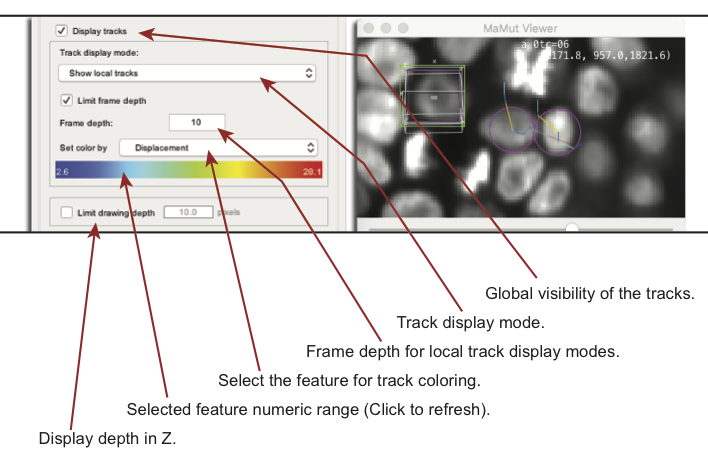 Display tracks
Track display mode:
Show local tracks
Limit frame depth
Frame depth:
10
Set color by
Displacement
2.6
28.1
Limit drawing depth
10.0
pixels
MaMut Viewer
171.8, 957.0,1821.6)
Global visibility of the tracks.
Track display mode.
Frame depth for local track display modes.
Select the feature for track coloring.
Selected feature numeric range (Click to refresh).
Display depth in Z.